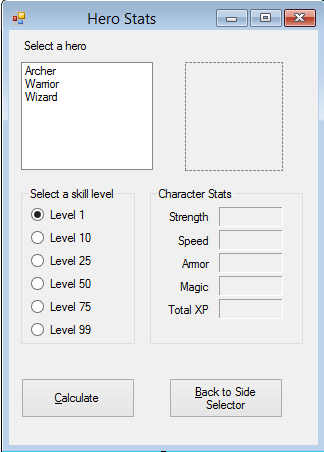 Hero Stats
Select a hero
Archer
Warrior
Wizard
Select a skill level
Level 1
Level 10
Level 25
Level 50
Level 75
Level 99
Character Stats
Strength
Speed
Armor
Magic
Total XP
Calculate
Back to Side
Selector